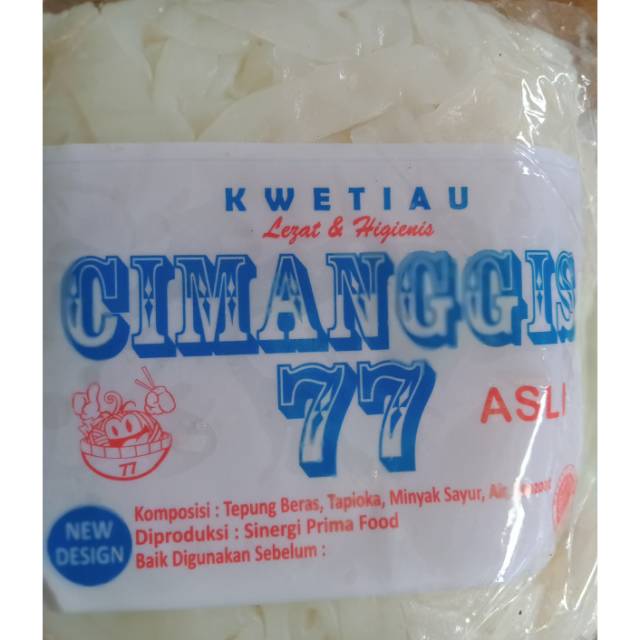 KWETIAU
Lezat & Higienis
CIMANGGIS
77
ASLI
77
NEW
DESIGN
Komposisi : Tepung Beras, Tapioka, Minyak Sayur, Air,
Diproduksi : Sinergi Prima Food
Baik Digunakan Sebelum :